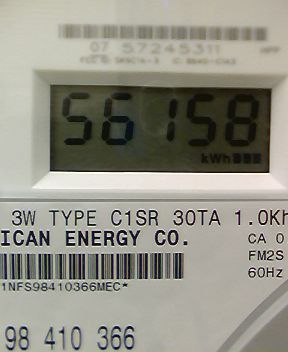 07 57245311
56158
kWh
3W TYPE C1SR 30TA 1.0Kh
ICAN ENERGY CO.
CA 0
FM2S
60Hz
1NFS98410366MEC*
98 410 366